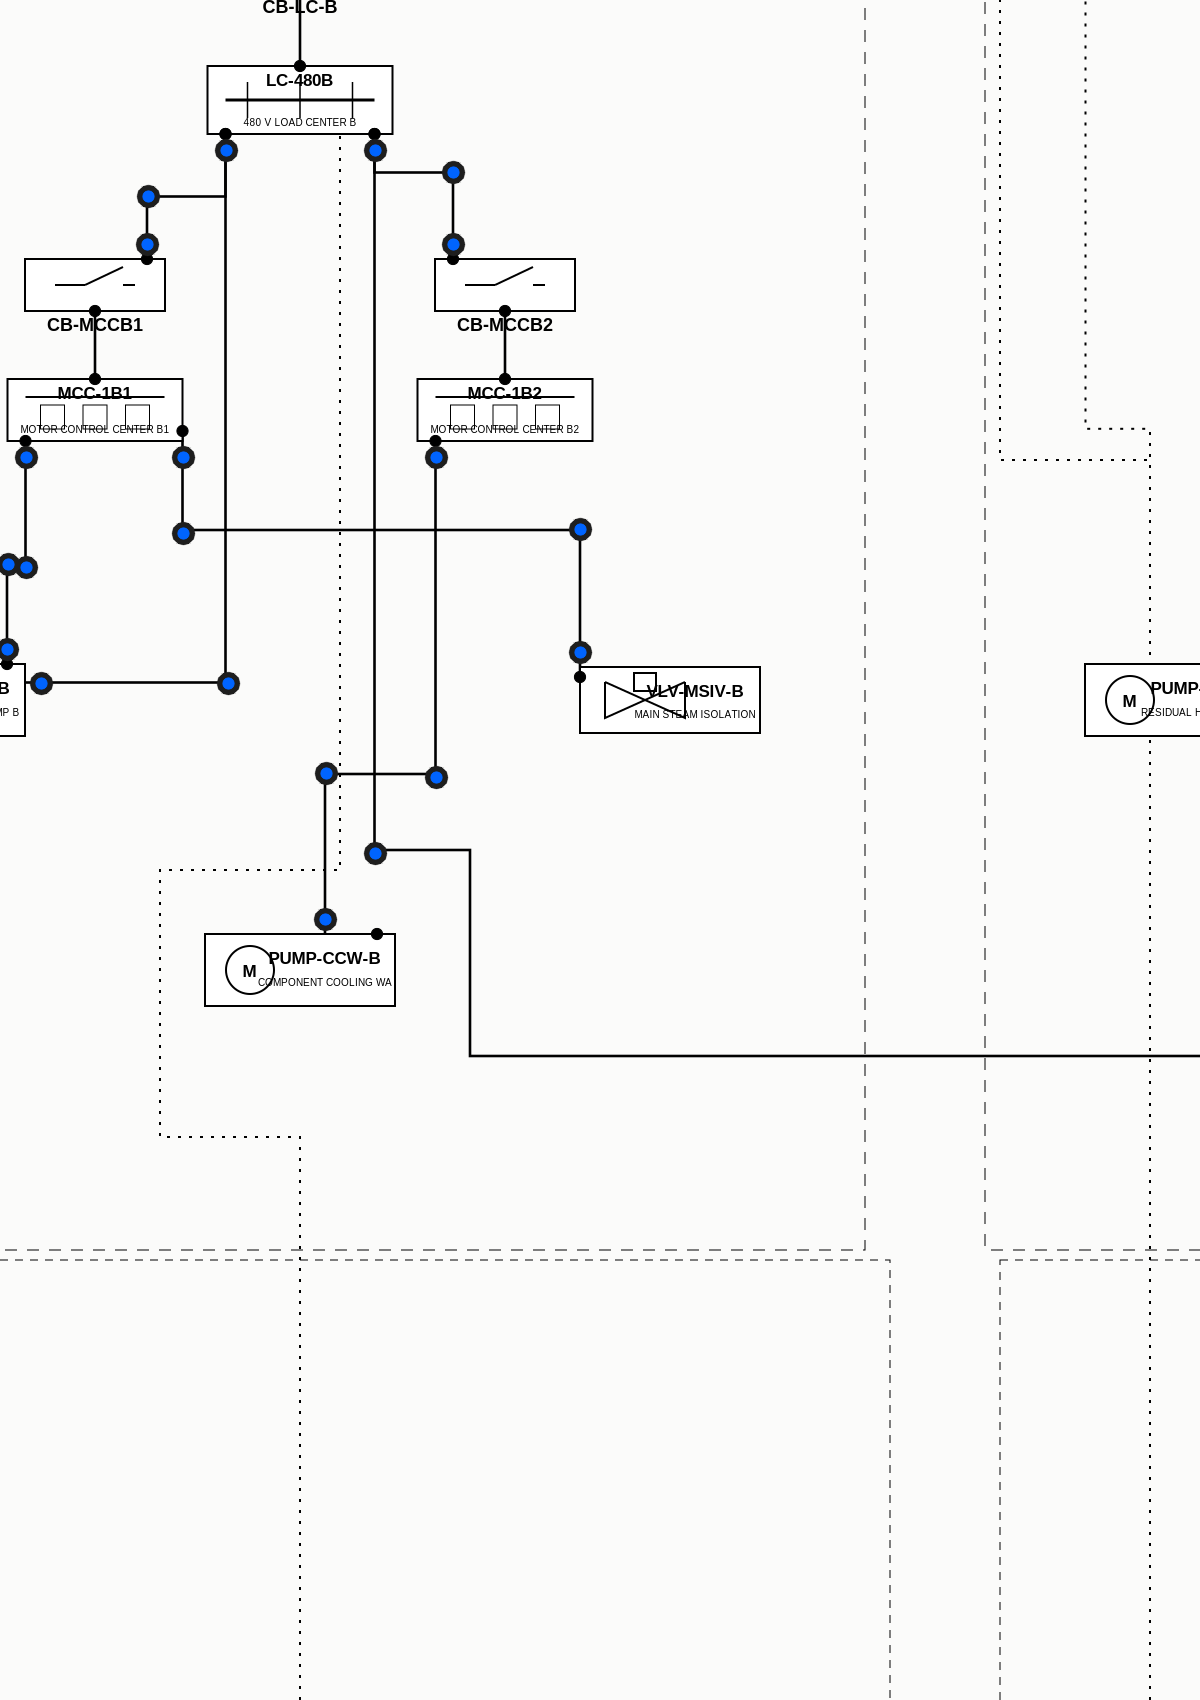 CB-LC-B
LC-480B
480 V LOAD CENTER B
CB-MCCB1
CB-MCCB2
MCC-1B1
MOTOR CONTROL CENTER B1
MCC-1B2
MOTOR CONTROL CENTER B2
B
MP B
VLV-MSIV-B
MAIN STEAM ISOLATION
M
PUMP-
RESIDUAL H
M
PUMP-CCW-B
COMPONENT COOLING WA